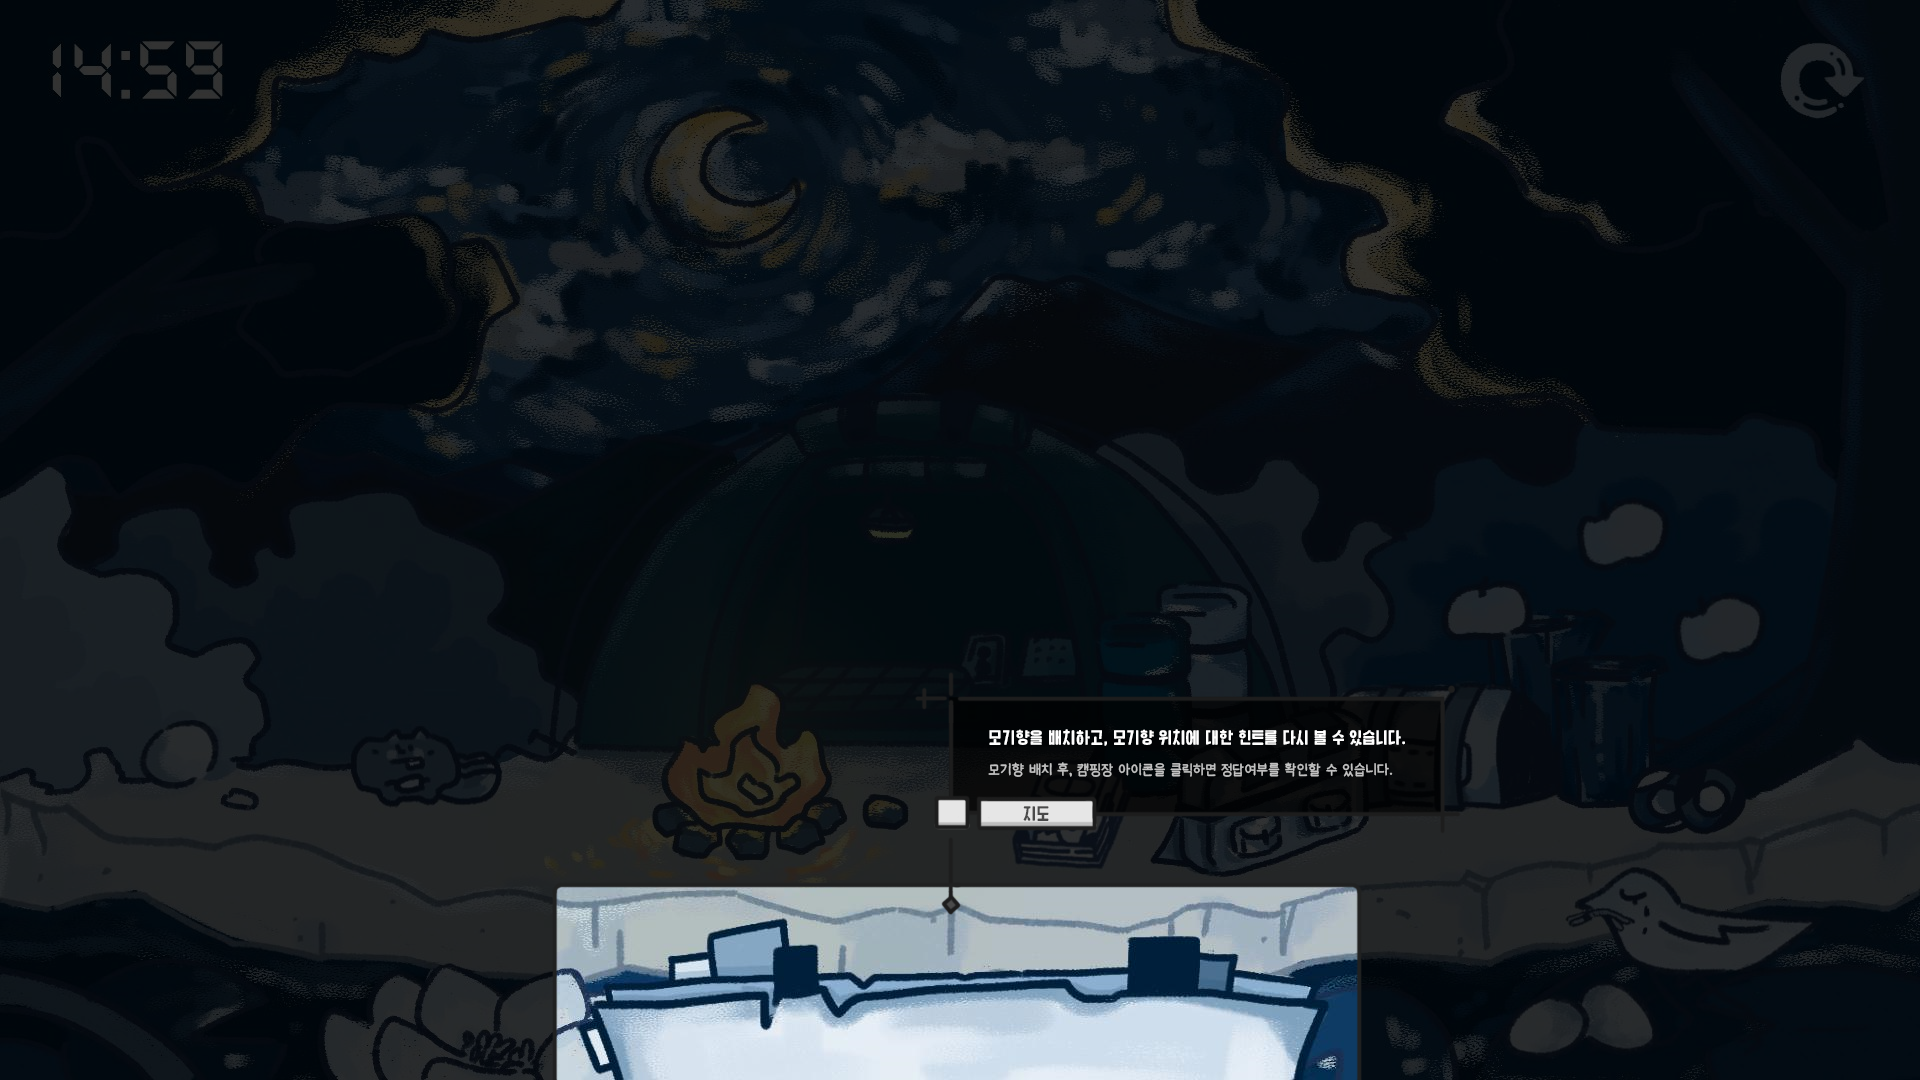 14:59
모기향을 배치하고, 모기향 위치에 대한 힌트를 다시 볼 수 있습니다.
모기향 배치 후, 캠핑장 아이콘을 클릭하면 정답여부를 확인할 수 있습니다.
지도